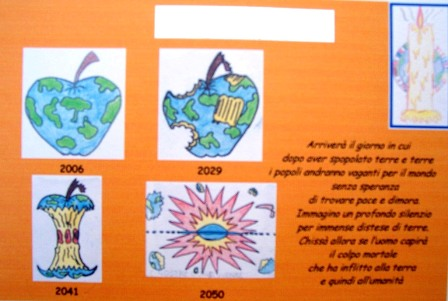 2006
2029
2041
2050
Arriverà il giorno in cui
dopo aver spopolato terre e terre
i popoli andranno vaganti per il mondo
senza speranza
di trovare pace e dimora.
Immagino un profondo silenzio
per immense distese di terre.
Chissà allora se l'uomo capirà
il colpo mortale
che ha inflitto alla terra
e quindi all'umanità